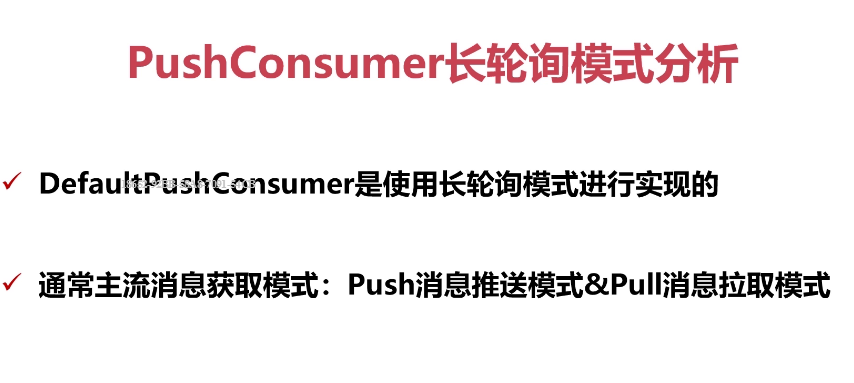 PushConsumer长轮询模式分析
DefaultPushConsumer是使用长轮询模式进行实现的
通常主流消息获取模式：Push消息推送模式&Pull消息拉取模式